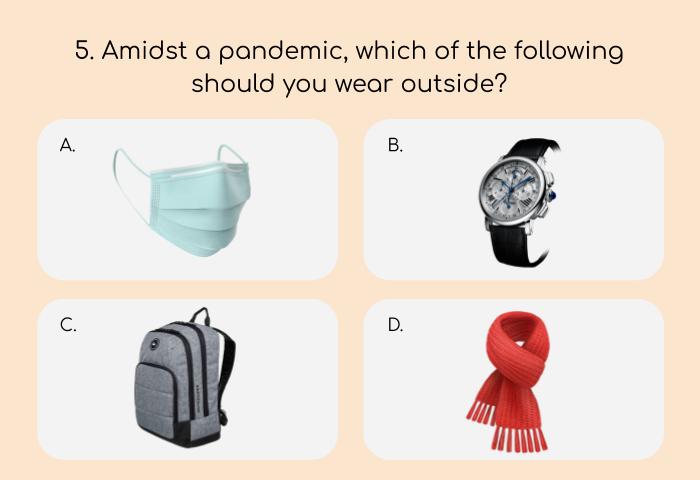 5. Amidst a pandemic, which of the following
should you wear outside?
A.
B.
C.
D.